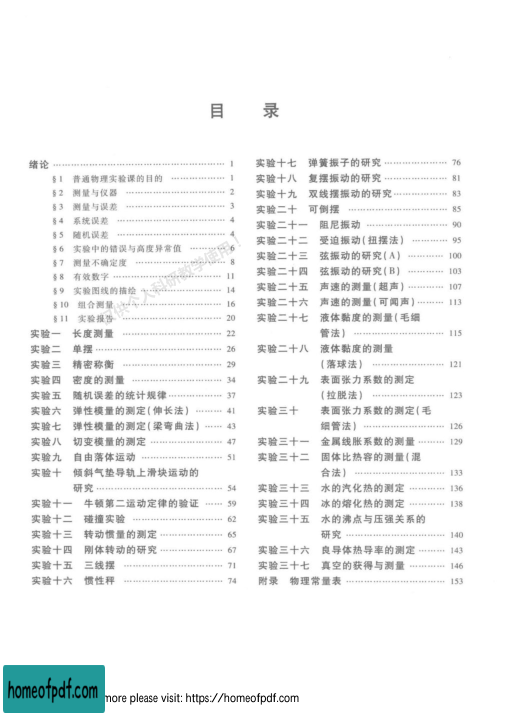 目 录
绪论 …… 1
§1 普通物理实验课的目的 …… 1
§2 测量与仪器 …… 2
§3 测量与误差 …… 3
§4 系统误差 …… 4
§5 随机误差 …… 4
§6 实验中的错误与高度异常值 …… 6
§7 测量不确定度 …… 8
§8 有效数字 …… 11
§9 实验图线的描绘 …… 14
§10 组合测量 …… 16
§11 实验报告 …… 20
实验一 长度测量 …… 22
实验二 单摆 …… 26
实验三 精密称衡 …… 29
实验四 密度的测量 …… 34
实验五 随机误差的统计规律 …… 37
实验六 弹性模量的测定(伸长法) …… 41
实验七 弹性模量的测定(梁弯曲法) …… 43
实验八 切变模量的测定 …… 47
实验九 自由落体运动 …… 51
实验十 倾斜气垫导轨上滑块运动的
研究 …… 54
实验十一 牛顿第二运动定律的验证 …… 59
实验十二 碰撞实验 …… 62
实验十三 转动惯量的测定 …… 65
实验十四 刚体转动的研究 …… 67
实验十五 三线摆 …… 71
实验十六 惯性秤 …… 74
实验十七 弹簧振子的研究 …… 76
实验十八 复摆振动的研究 …… 81
实验十九 双线摆振动的研究 …… 83
实验二十 可倒摆 …… 85
实验二十一 阻尼振动 …… 90
实验二十二 受迫振动(扭摆法) …… 95
实验二十三 弦振动的研究(A) …… 100
实验二十四 弦振动的研究(B) …… 103
实验二十五 声速的测量(超声) …… 107
实验二十六 声速的测量(可闻声) …… 113
实验二十七 液体黏度的测量(毛细
管法) …… 115
实验二十八 液体黏度的测量
(落球法) …… 121
实验二十九 表面张力系数的测定
(拉脱法) …… 123
实验三十 表面张力系数的测定(毛
细管法) …… 126
实验三十一 金属线胀系数的测量 …… 129
实验三十二 固体比热容的测量(混
合法) …… 133
实验三十三 水的汽化热的测定 …… 136
实验三十四 冰的熔化热的测定 …… 138
实验三十五 水的沸点与压强关系的
研究 …… 140
实验三十六 良导体热导率的测定 …… 143
实验三十七 真空的获得与测量 …… 146
附录 物理常量表 …… 153
仅供个人科研教学使用!
homeofpdf.com
more please visit: https://homeofpdf.com